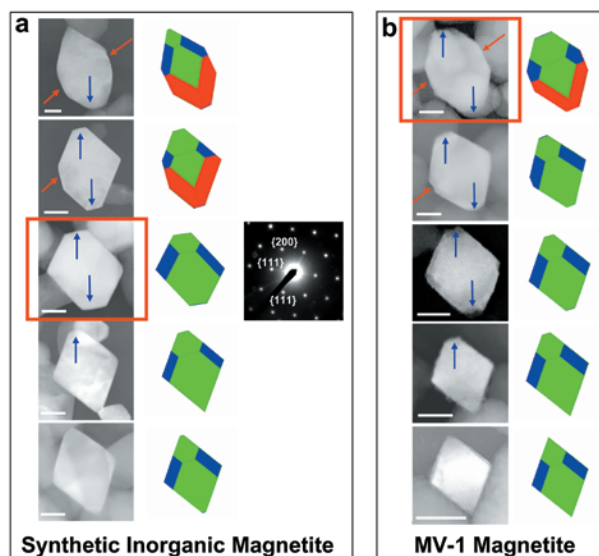 a
{200}
{111}
{111}
Synthetic Inorganic Magnetite
b
MV-1 Magnetite